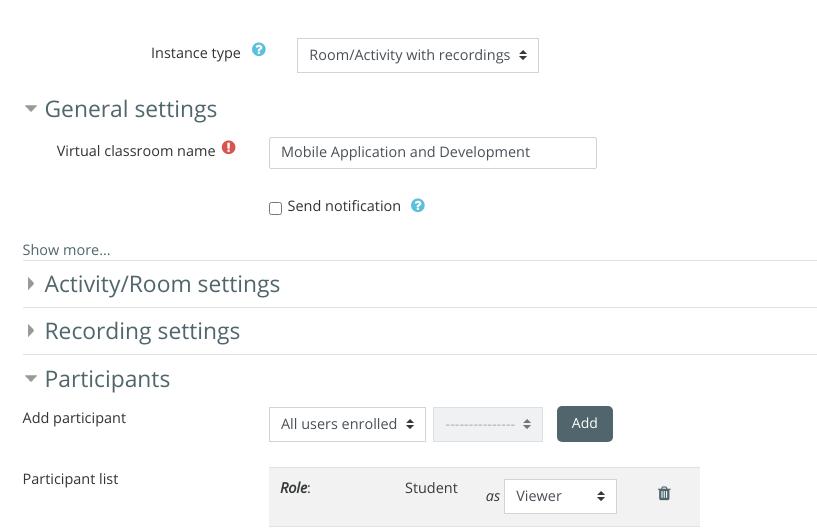 Instance type
Room/Activity with recordings
General settings
Virtual classroom name
Mobile Application and Development
Send notification
Show more...
Activity/Room settings
Recording settings
Participants
Add participant
All users enrolled
---------------
Add
Participant list
Role:
Student
as
Viewer